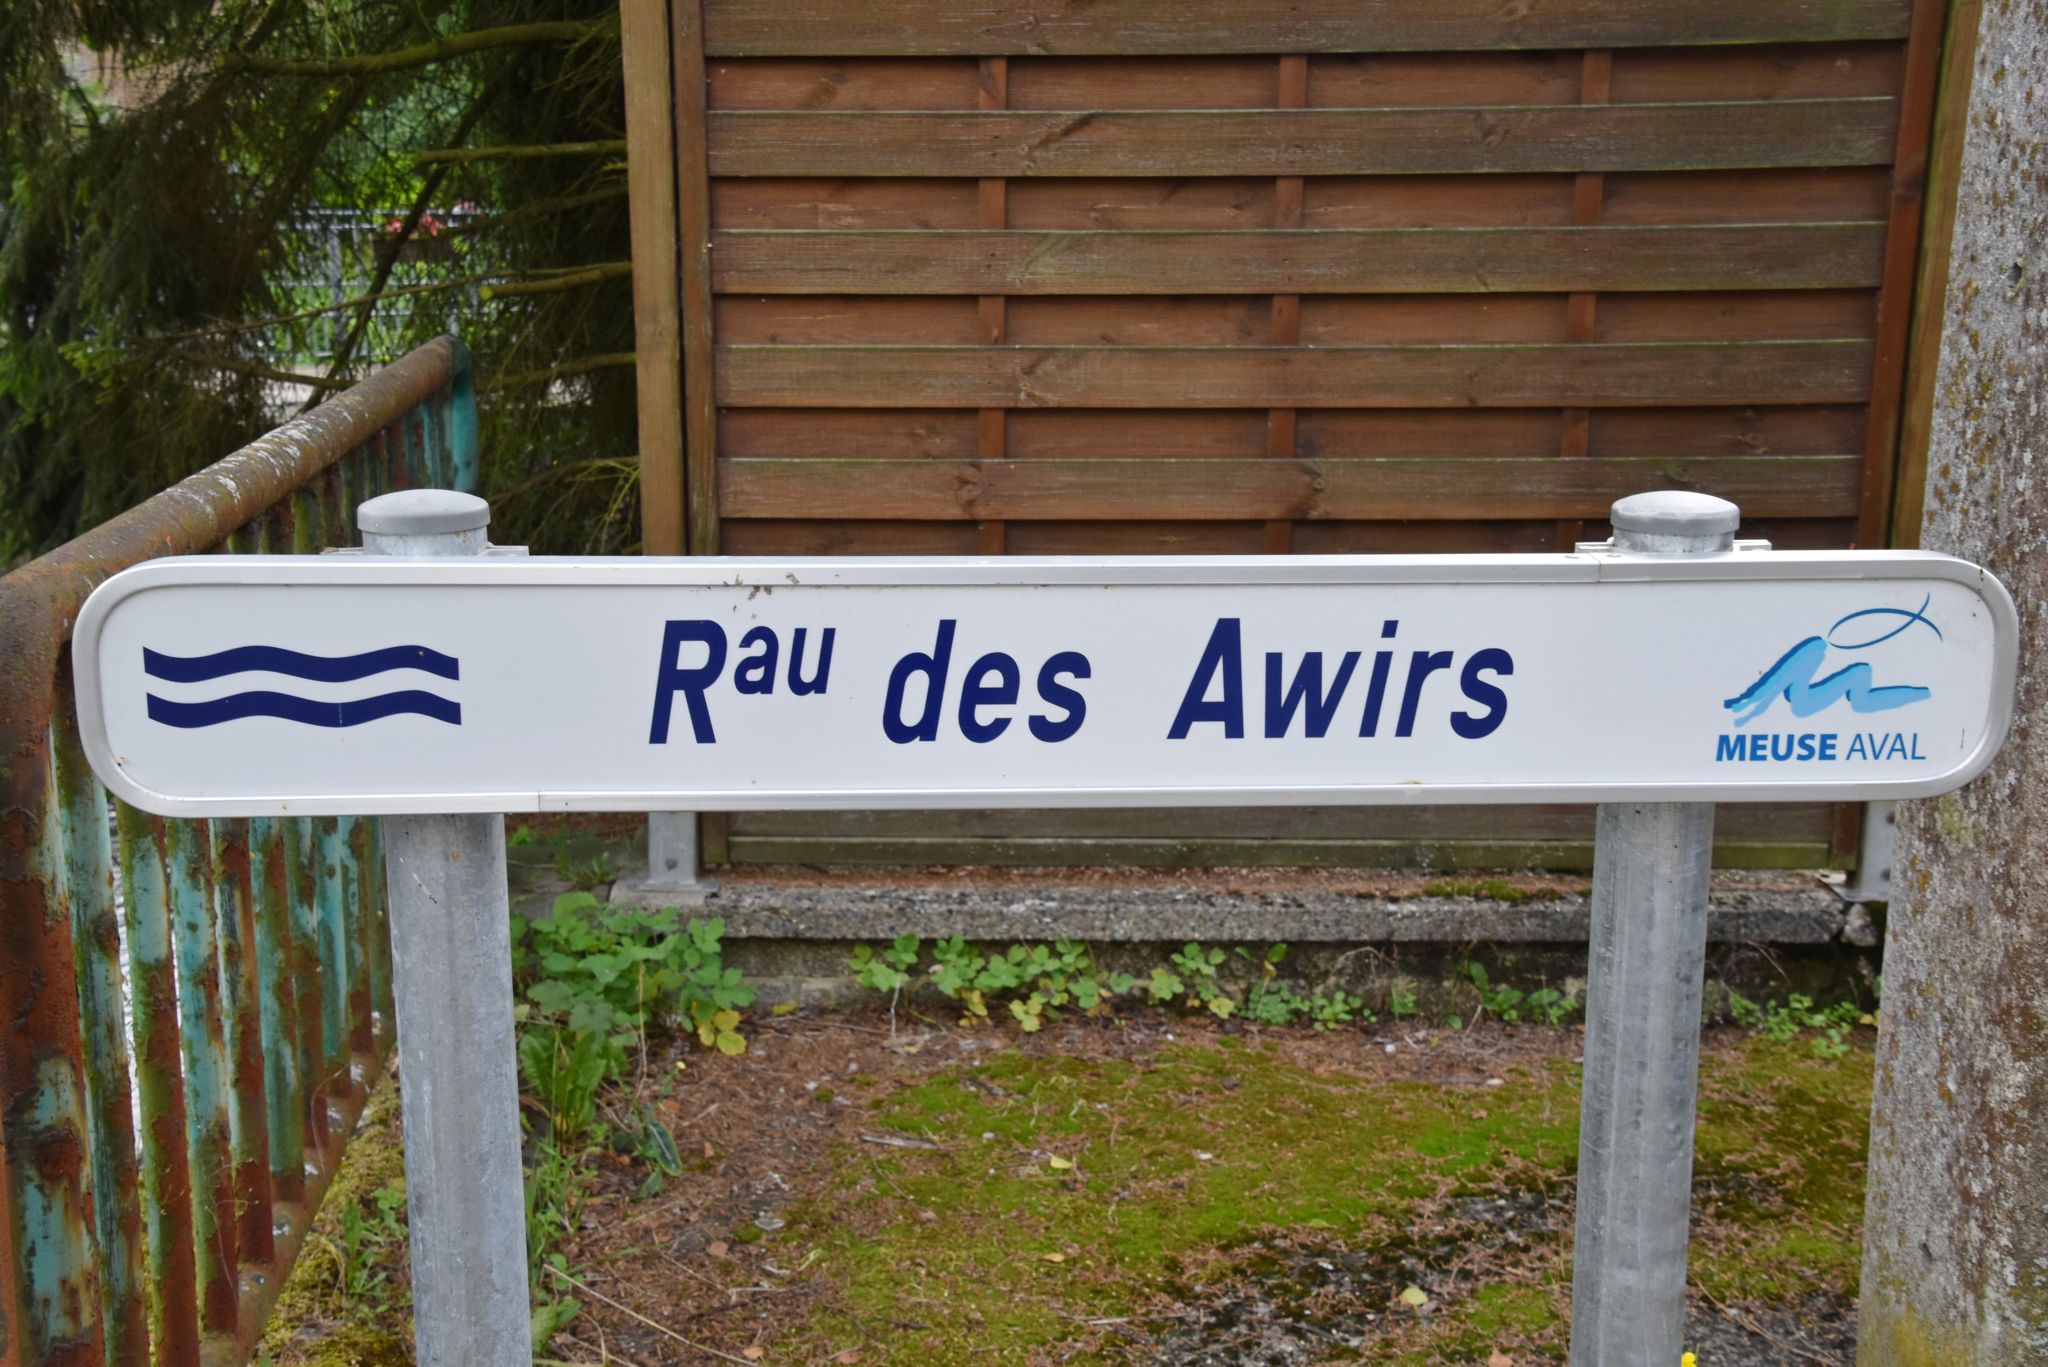 Rau des Awirs
MEUSE AVAL